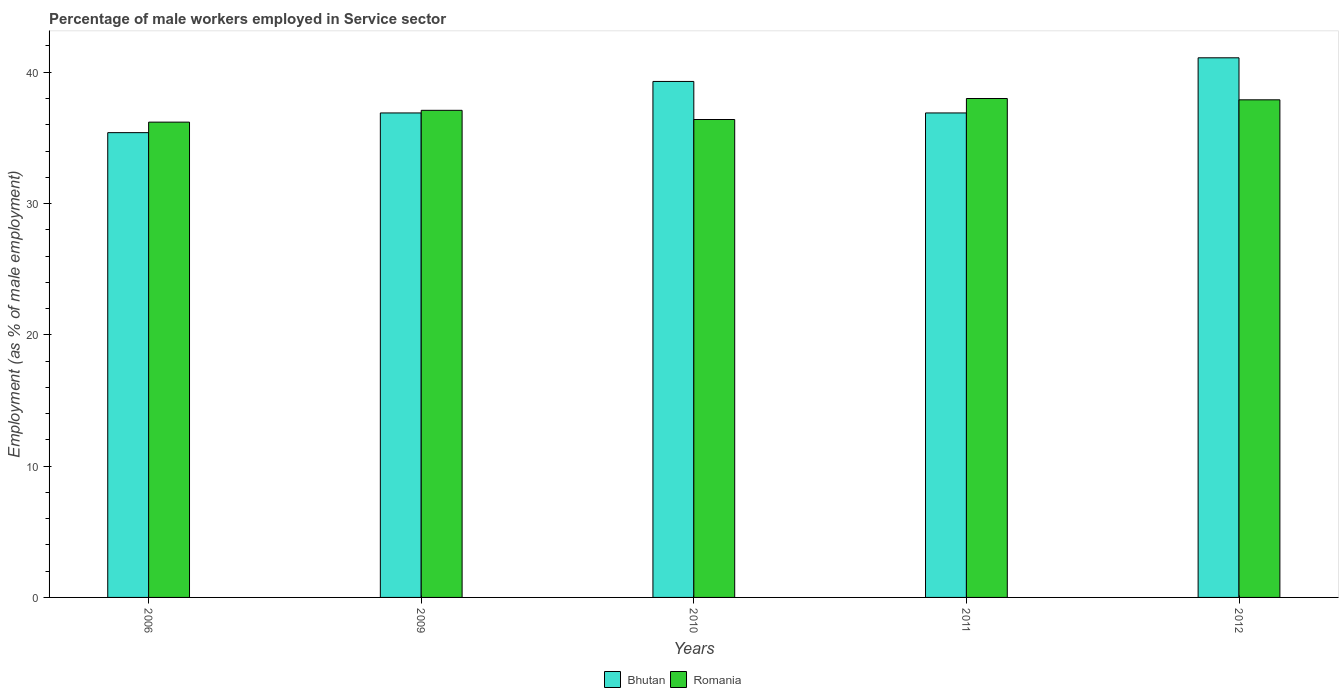 Percentage of male workers employed in Service sector
Employment (as % of male employment)
40
30
20
10
0
2006
2009
2010
2011
2012
Years
Bhutan
Romania